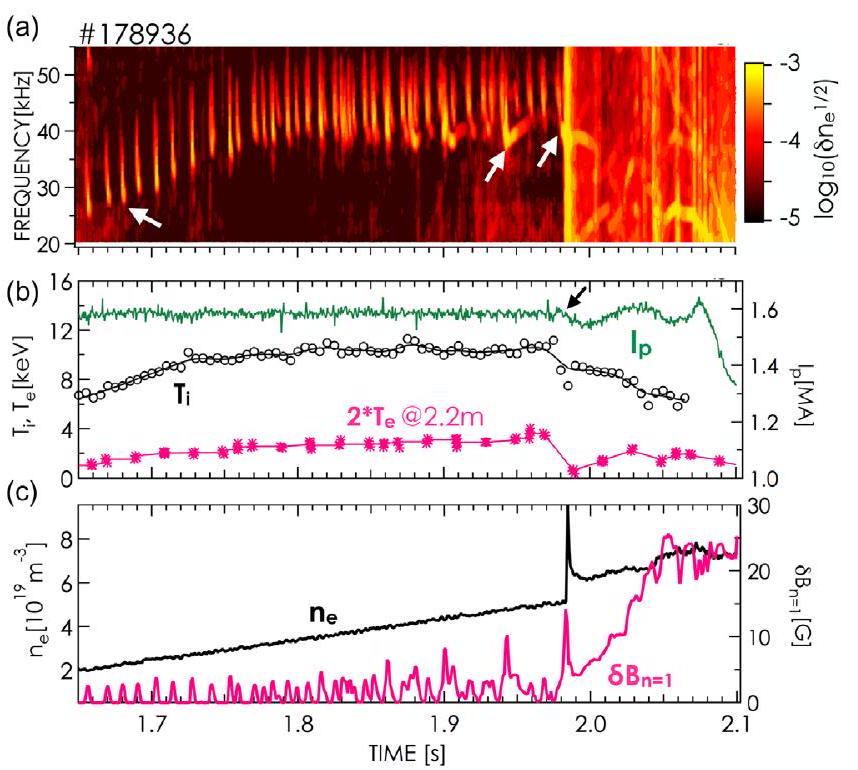 (a) #178936
FREQUENCY[kHz]
50
40
30
20
-3
-4
-5
log10(δne1/2)
(b)
16
12
8
4
0
Ti, Te[keV]
Ip
Ti
2*Te @2.2m
1.6
1.4
1.2
1.0
Ip[MA]
(c)
8
6
4
2
ne[10^19 m^-3]
ne
δBn=1
30
20
10
0
δBn=1 [G]
1.7 1.8 1.9 2.0 2.1
TIME [s]